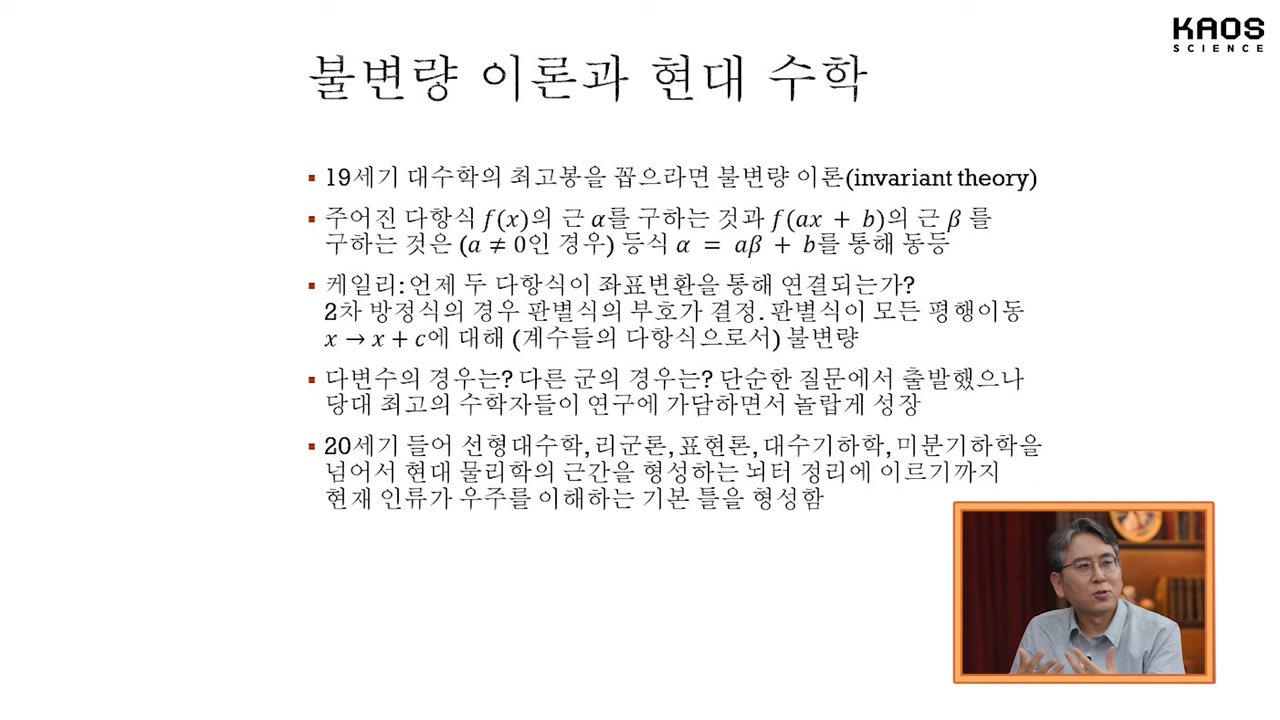 KAOS
SCIENCE
불변량 이론과 현대 수학
▪ 19세기 대수학의 최고봉을 꼽으라면 불변량 이론(invariant theory)
▪ 주어진 다항식 f(x)의 근 α를 구하는 것과 f(ax + b)의 근 β 를
구하는 것은 (a ≠ 0인 경우) 등식 α = aβ + b를 통해 동등
▪ 케일리: 언제 두 다항식이 좌표변환을 통해 연결되는가?
2차 방정식의 경우 판별식의 부호가 결정. 판별식이 모든 평행이동
x → x + c에 대해 (계수들의 다항식으로서) 불변량
▪ 다변수의 경우는? 다른 군의 경우는? 단순한 질문에서 출발했으나
당대 최고의 수학자들이 연구에 가담하면서 놀랍게 성장
▪ 20세기 들어 선형대수학, 리군론, 표현론, 대수기하학, 미분기하학을
넘어서 현대 물리학의 근간을 형성하는 뇌터 정리에 이르기까지
현재 인류가 우주를 이해하는 기본 틀을 형성함